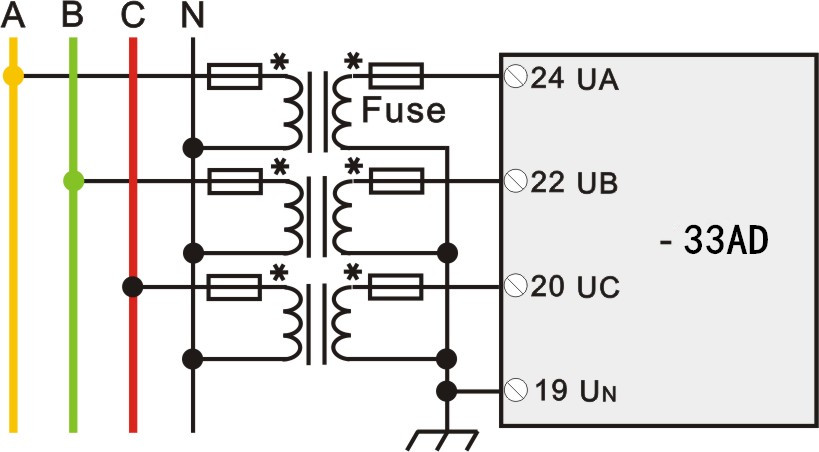 A B C N
* *
24 UA
Fuse
* *
22 UB
- 33AD
* *
20 UC
19 UN